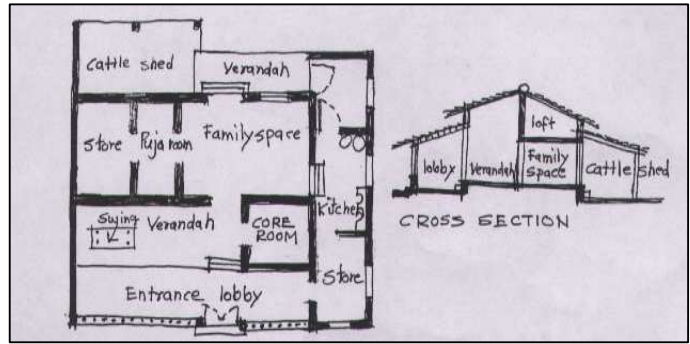 Cattle shed
Verandah
Store
Puja room
Family space
Swing
Verandah
CORE
ROOM
Kitchen
Store
Entrance lobby
loft
lobby
Verandah
Family
Space
Cattle shed
CROSS SECTION